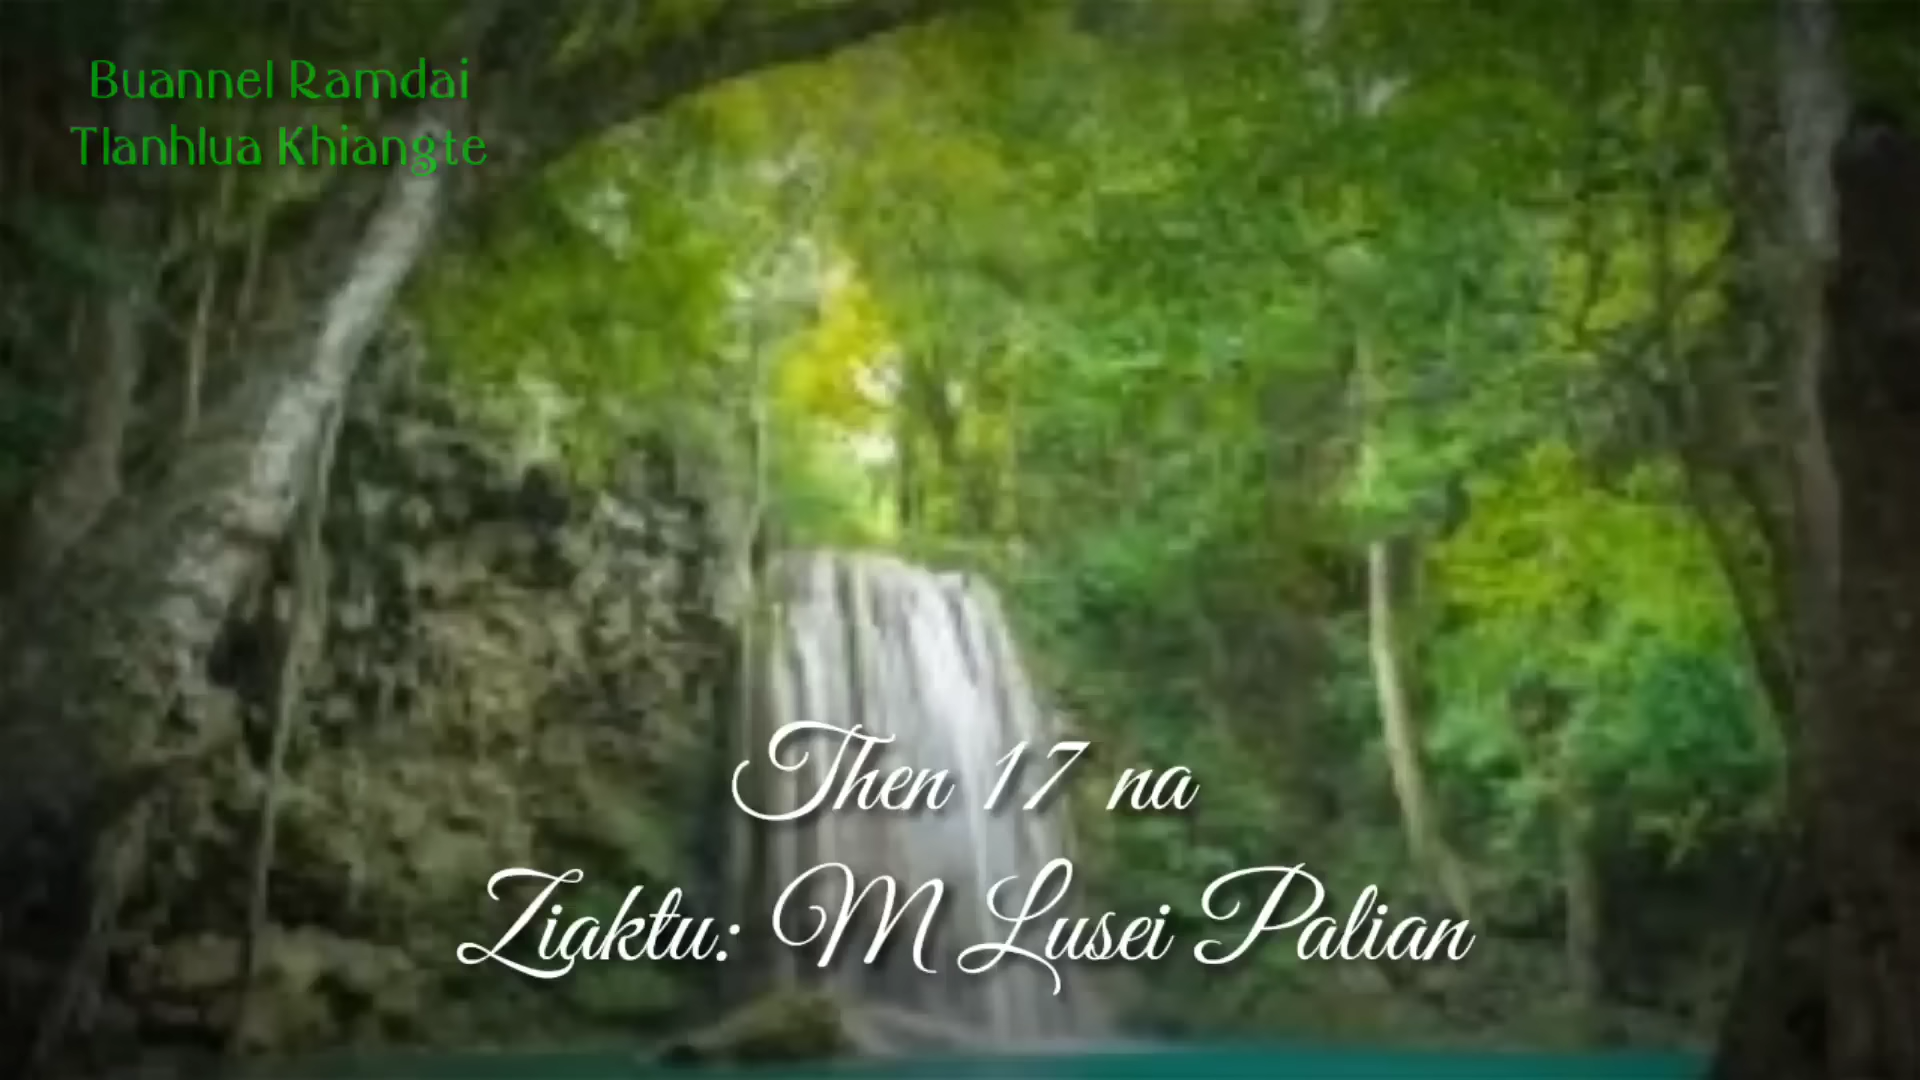 Buannel Ramdai
Tlanhlua Khiangte
Then 17 na
Ziaktu: M Lusei Palian